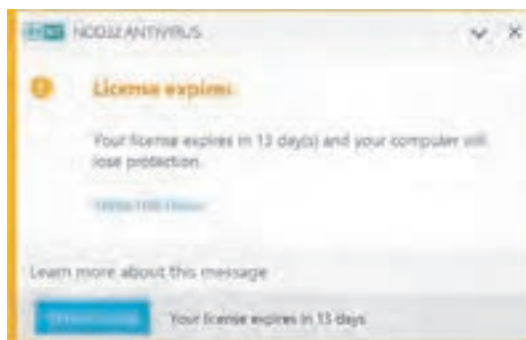 NOD32 ANTIVIRUS
License expires
Your license expires in 13 day(s) and your computer will
lose protection.
Learn more about this message
Your license expires in 13 days